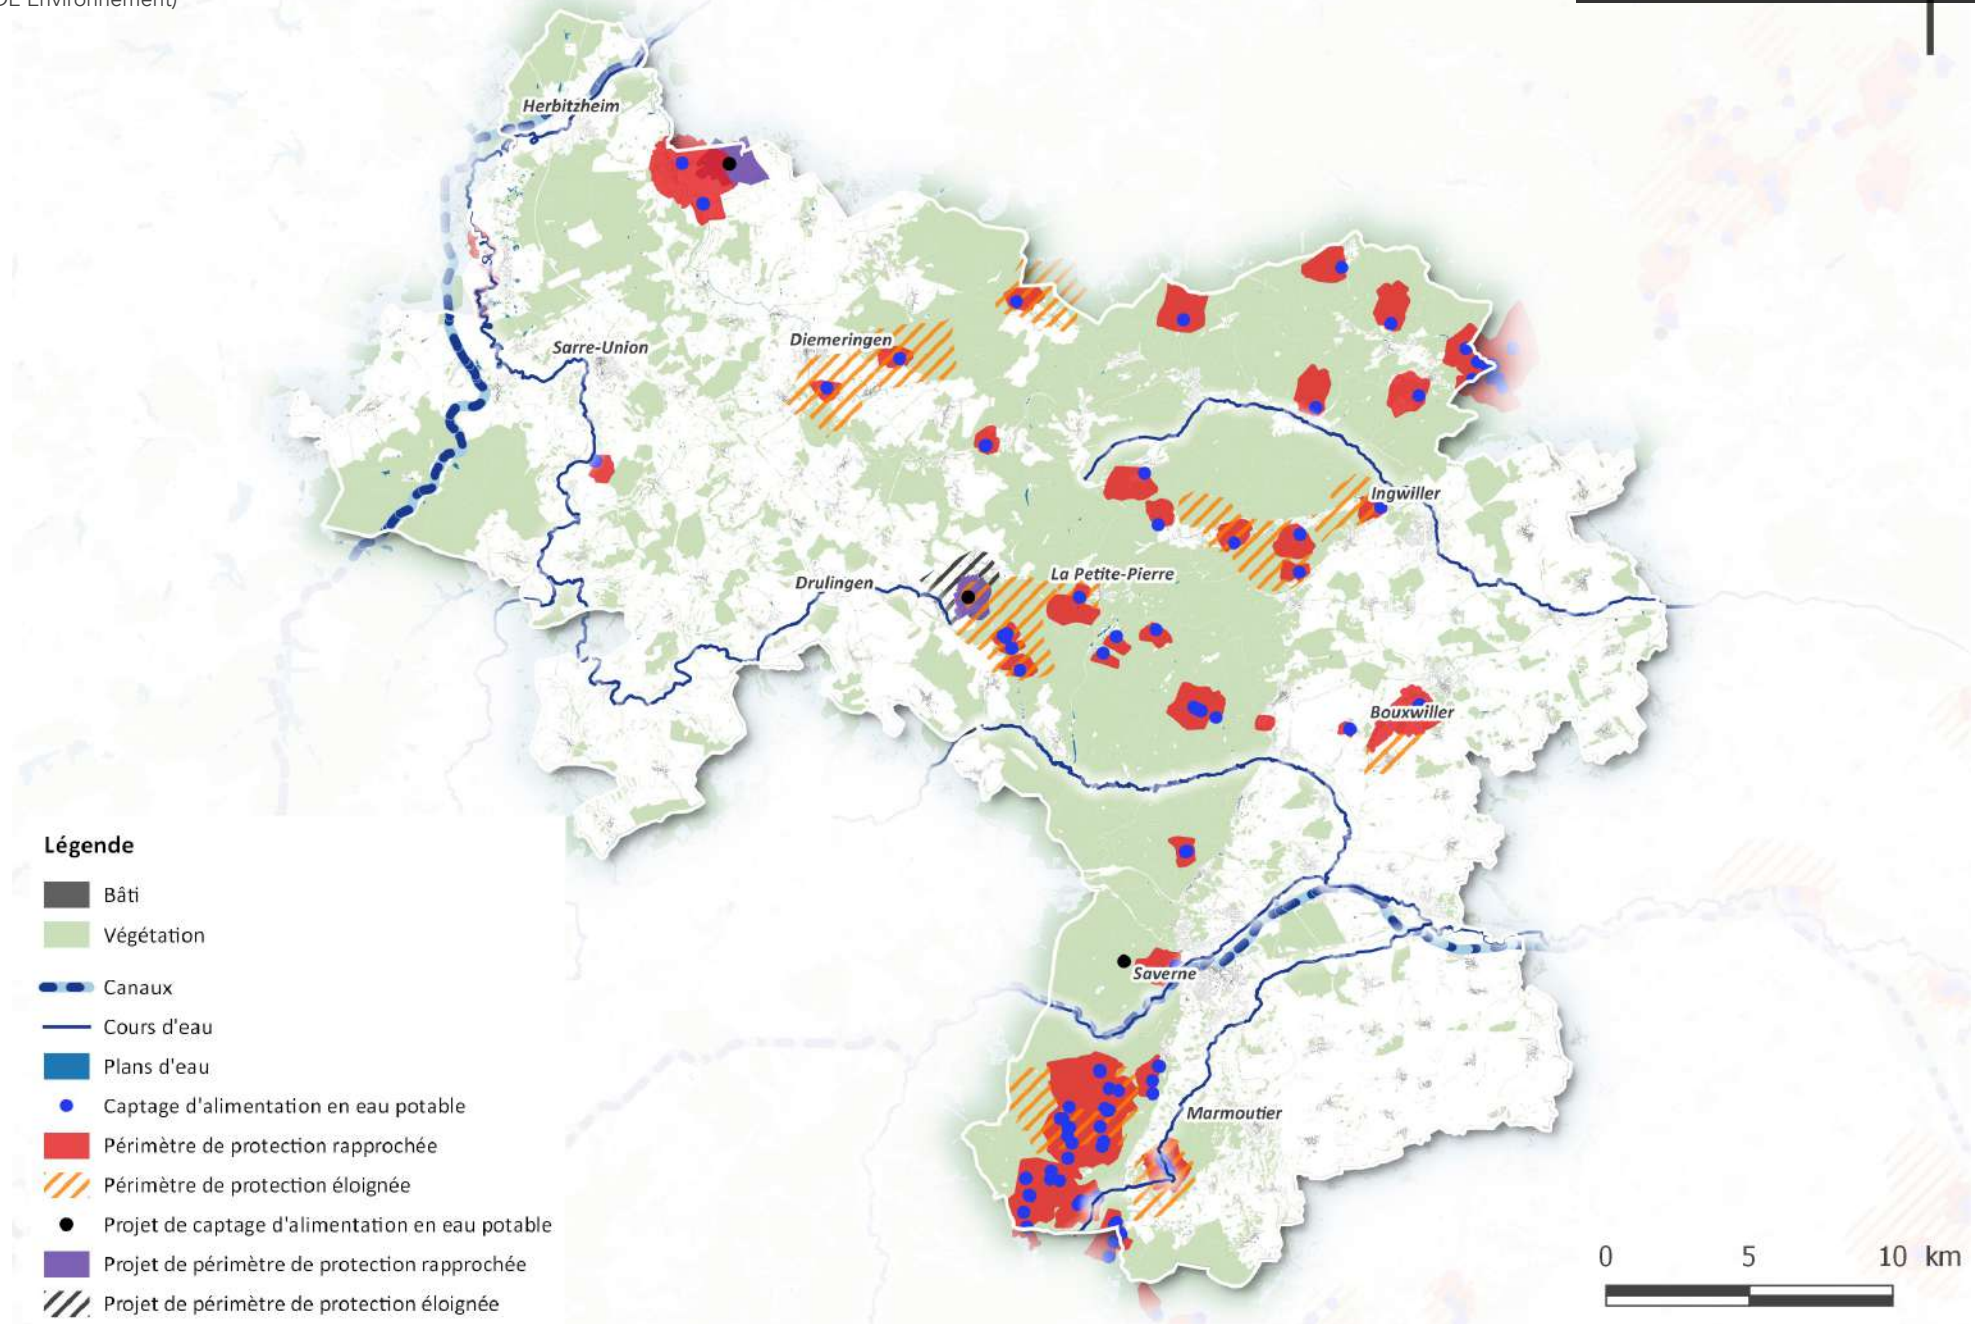 DE Environnement)
Herbitzheim
Diemeringen
Sarre-Union
Ingwiller
Drulingen
La Petite-Pierre
Bouxwiller
Saverne
Marmoutier
Légende
Bâti
Végétation
Canaux
Cours d'eau
Plans d'eau
Captage d'alimentation en eau potable
Périmètre de protection rapprochée
Périmètre de protection éloignée
Projet de captage d'alimentation en eau potable
Projet de périmètre de protection rapprochée
Projet de périmètre de protection éloignée
0 5 10 km